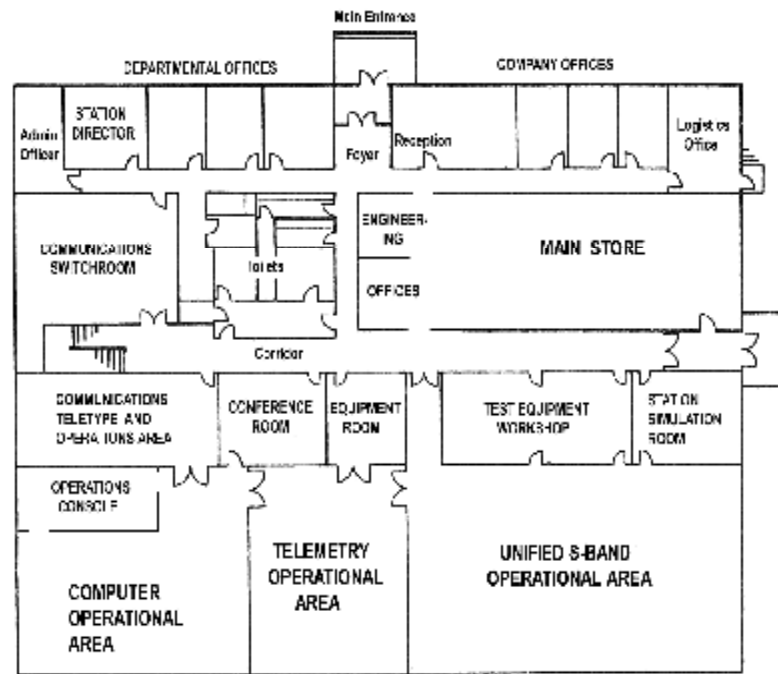 Main Entrance
DEPARTMENTAL OFFICES
COMPANY OFFICES
Admin
Officer
STATION
DIRECTOR
Foyer
Reception
Logistics
Office
COMMUNICATIONS
SWITCHROOM
Toilets
ENGINEER-
ING
OFFICES
MAIN STORE
Corridor
COMMUNICATIONS
TELETYPE AND
OPERATIONS AREA
CONFERENCE
ROOM
EQUIPMENT
ROOM
TEST EQUIPMENT
WORKSHOP
STATION
SIMULATION
ROOM
OPERATIONS
CONSOLE
COMPUTER
OPERATIONAL
AREA
TELEMETRY
OPERATIONAL
AREA
UNIFIED S-BAND
OPERATIONAL AREA